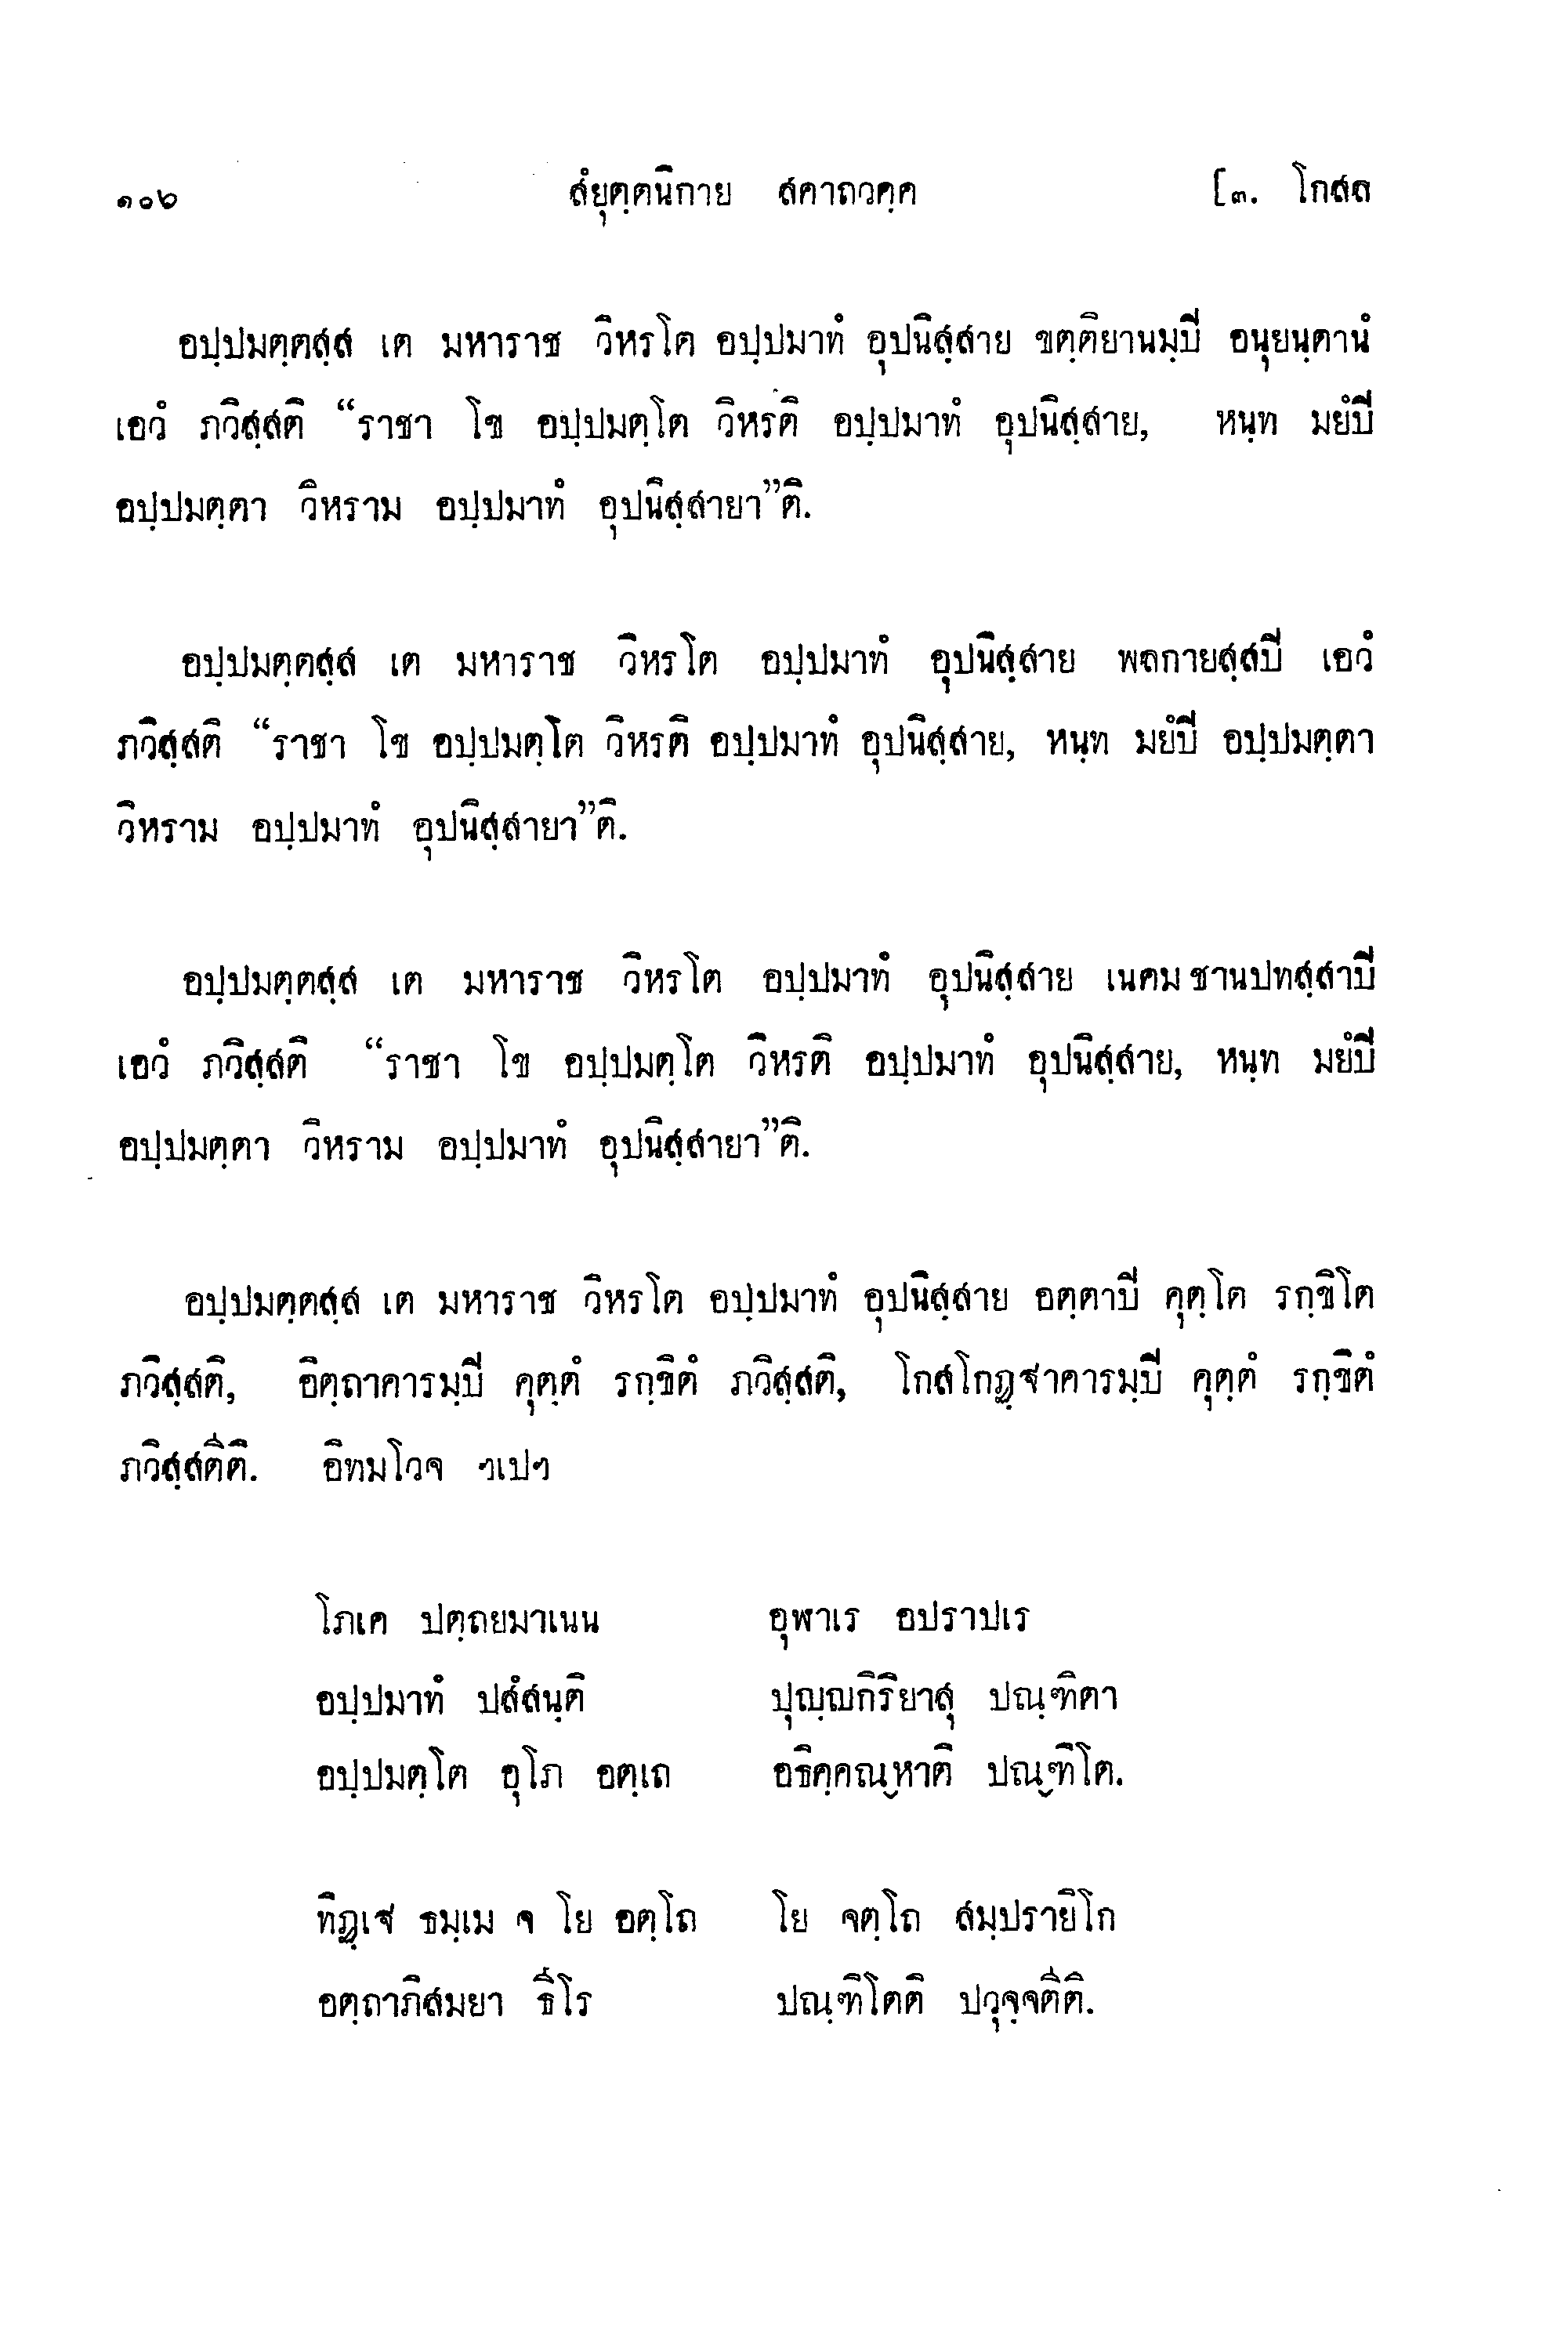 ๑๐๖ สํยุตฺตนิกาย สคาถวคฺค [๓. โกสล
อปฺปมตฺตสฺส เต มหาราช วิหรโต อปฺปมาทํ อุปนิสฺสาย ขตฺติยานมฺปิ อนุยนฺตานํ
เอวํ ภวิสฺสติ “ราชา โข อปฺปมตฺโต วิหรติ อปฺปมาทํ อุปนิสฺสาย, หนฺท มยํปิ
อปฺปมตฺตา วิหราม อปฺปมาทํ อุปนิสฺสายา”ติ.
อปฺปมตฺตสฺส เต มหาราช วิหรโต อปฺปมาทํ อุปนิสฺสาย พลกายสฺสปิ เอวํ
ภวิสฺสติ “ราชา โข อปฺปมตฺโต วิหรติ อปฺปมาทํ อุปนิสฺสาย, หนฺท มยํปิ อปฺปมตฺตา
วิหราม อปฺปมาทํ อุปนิสฺสายา”ติ.
อปฺปมตฺตสฺส เต มหาราช วิหรโต อปฺปมาทํ อุปนิสฺสาย เนคม ชานปทสฺสาปิ
เอวํ ภวิสฺสติ “ราชา โข อปฺปมตฺโต วิหรติ อปฺปมาทํ อุปนิสฺสาย, หนฺท มยํปิ
อปฺปมตฺตา วิหราม อปฺปมาทํ อุปนิสฺสายา”ติ.
อปฺปมตฺตสฺส เต มหาราช วิหรโต อปฺปมาทํ อุปนิสฺสาย อตฺตาปิ คุตฺโต รกฺขิโต
ภวิสฺสติ, อิตฺถาคารมฺปิ คุตฺตํ รกฺขิตํ ภวิสฺสติ, โกสโกฏฺฐาคารมฺปิ คุตฺตํ รกฺขิตํ
ภวิสฺสตีติ. อิทมโวจ ฯเปฯ
โภเค ปตฺถยมาเนน อุฬาเร อปราปเร
อปฺปมาทํ ปสํสนฺติ ปุญฺญกิริยาสุ ปณฺฑิตา
อปฺปมตฺโต อุโภ อตฺเถ อธิคฺคณฺหาติ ปณฺฑิโต.
ทิฏฺเฐ ธมฺเม จ โย อตฺโถ โย จตฺโถ สมฺปรายิโก
อตฺถาภิสมยา ธีโร ปณฺฑิโตติ ปวุจฺจตีติ.